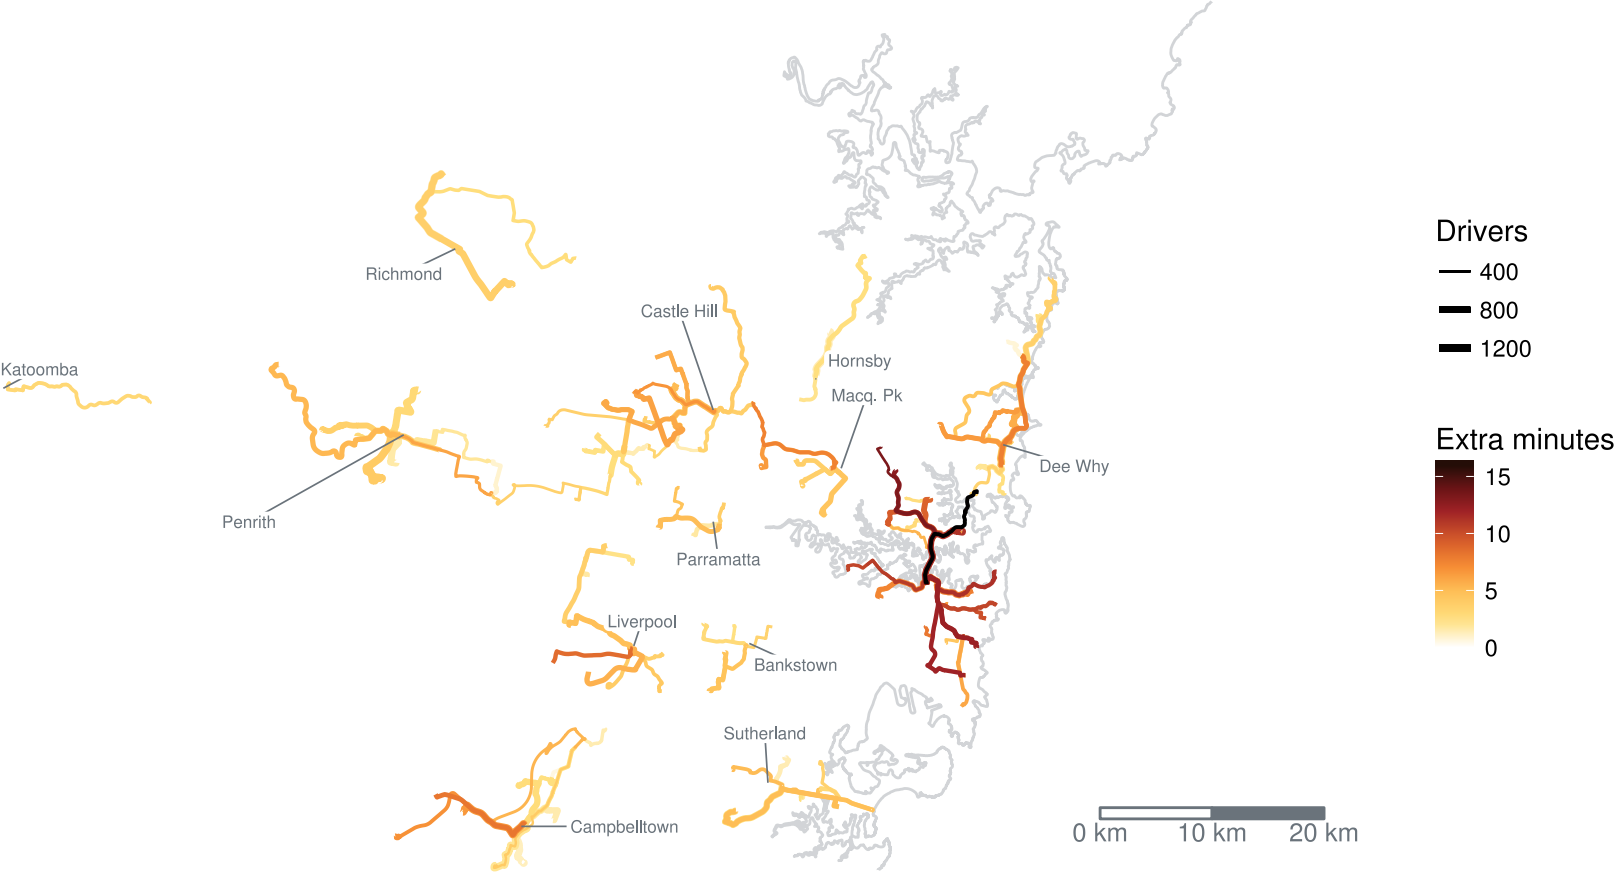 Richmond
Castle Hill
Katoomba
Hornsby
Macq. Pk
Dee Why
Penrith
Parramatta
Liverpool
Bankstown
Sutherland
Campbelltown
Drivers
400
800
1200
Extra minutes
15
10
5
0
0 km 10 km 20 km